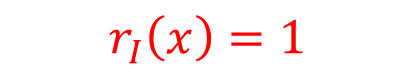 r_I(x) = 1